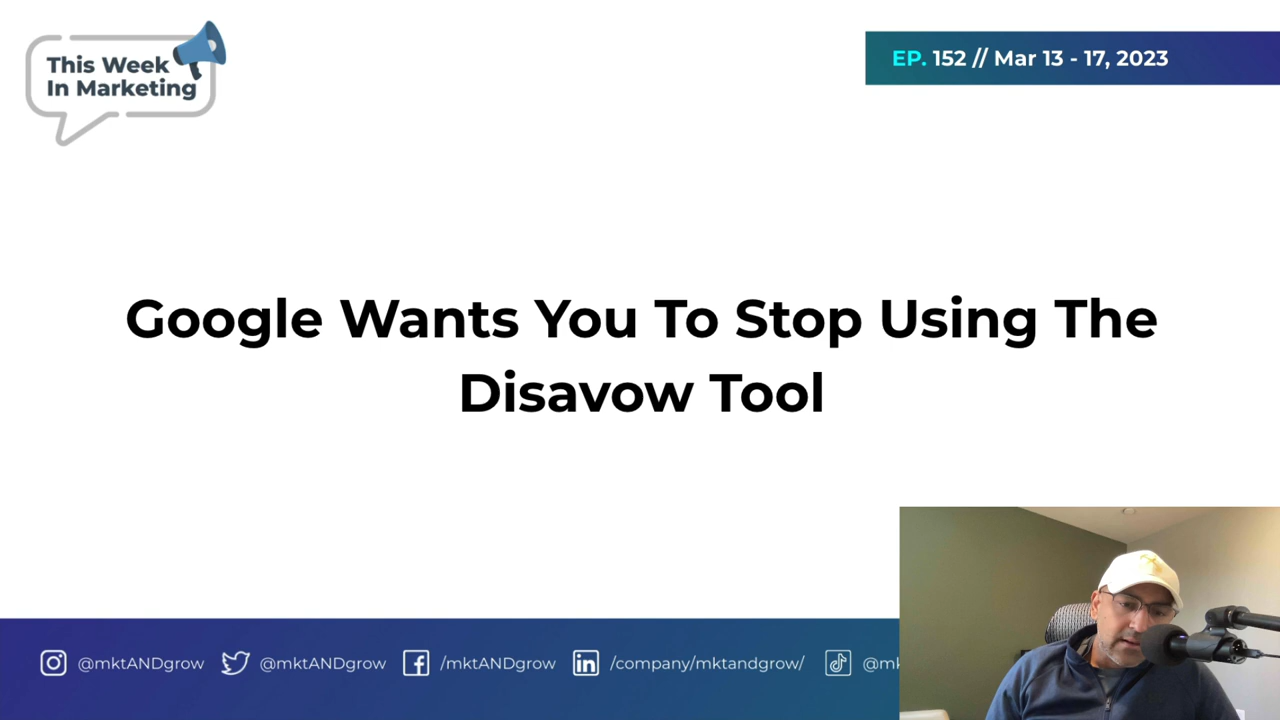 This Week
In Marketing
EP. 152 // Mar 13 - 17, 2023
Google Wants You To Stop Using The
Disavow Tool
@mktANDgrow @mktANDgrow /mktANDgrow /company/mktandgrow/ @mk